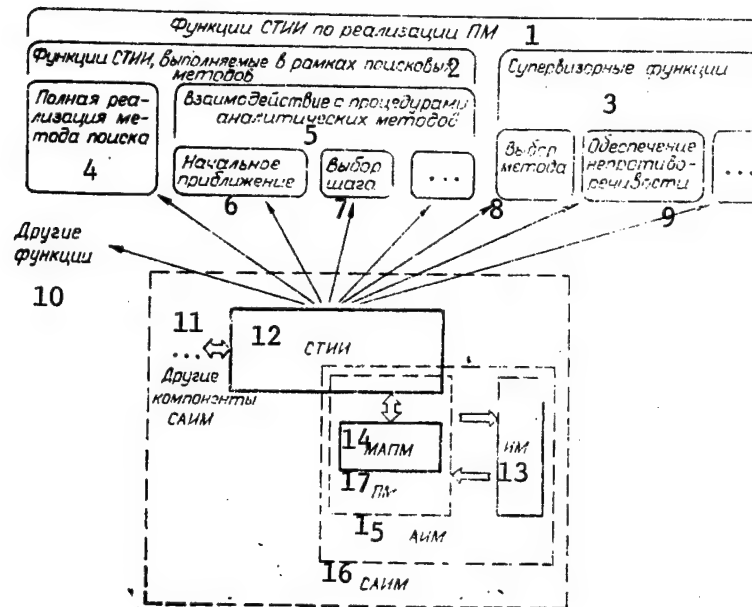 Функции СТИИ по реализации ПМ 1
Функции СТИИ, выполняемые в рамках поисковых 2
методов
Супервизорные функции
3
Полная реа-
лизация ме-
тода поиска
4
Взаимодействие с процедурами
аналитических методов
5
Начальное
приближение
6
Выбор
шага
7
...
Выбор
метода
8
Обеспечение
непротиво-
речивости
9
...
Другие
функции
10
11
...
Другие
компоненты
САИМ
12
СТИИ
14
МАПМ
17
ПМ
ИМ
13
15
АИМ
16
САИМ